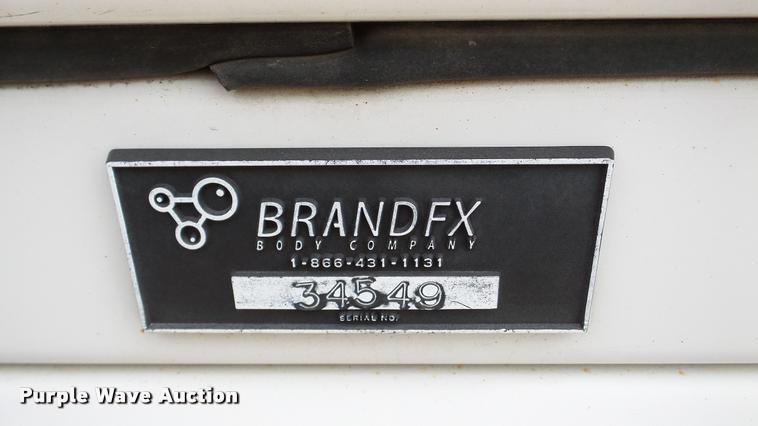 BRANDFX
BODY COMPANY
1-866-431-1131
34549
SERIAL NO.
Purple Wave Auction